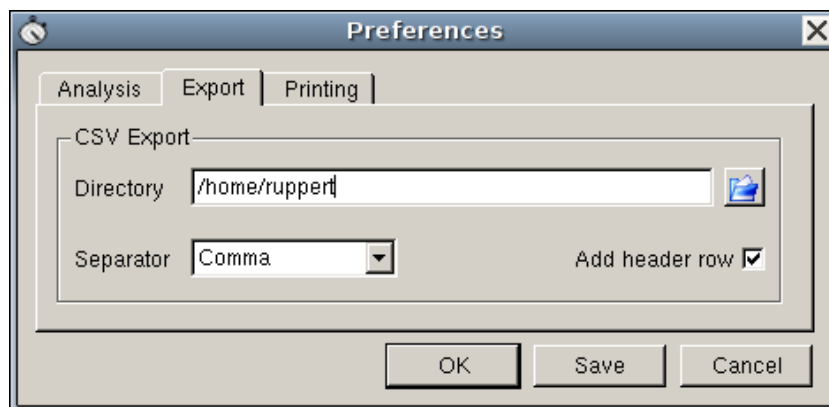 Preferences
Analysis Export Printing
CSV Export
Directory /home/ruppert
Separator Comma Add header row
OK Save Cancel